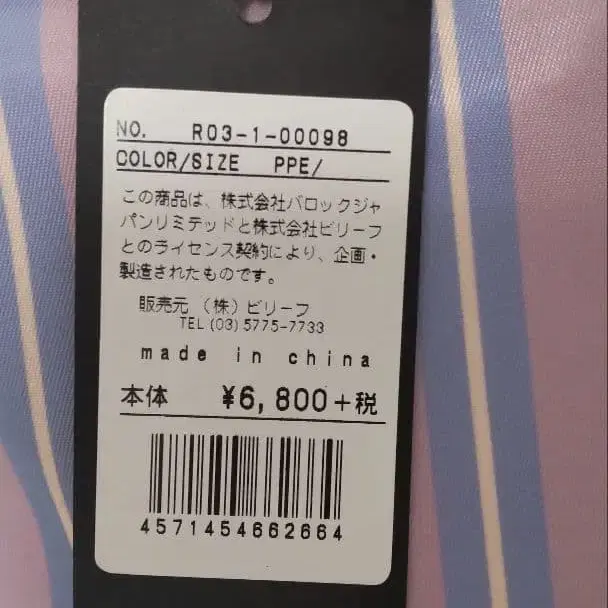 NO. R03-1-00098
COLOR/SIZE PPE/
この商品は、株式会社バロックジャ
パンリミテッドと株式会社ビリーフ
とのライセンス契約により、企画・
製造されたものです。
販売元 (株)ビリーフ
TEL (03) 5775-7733
made in china
本体 ¥6,800+税
4571454662664